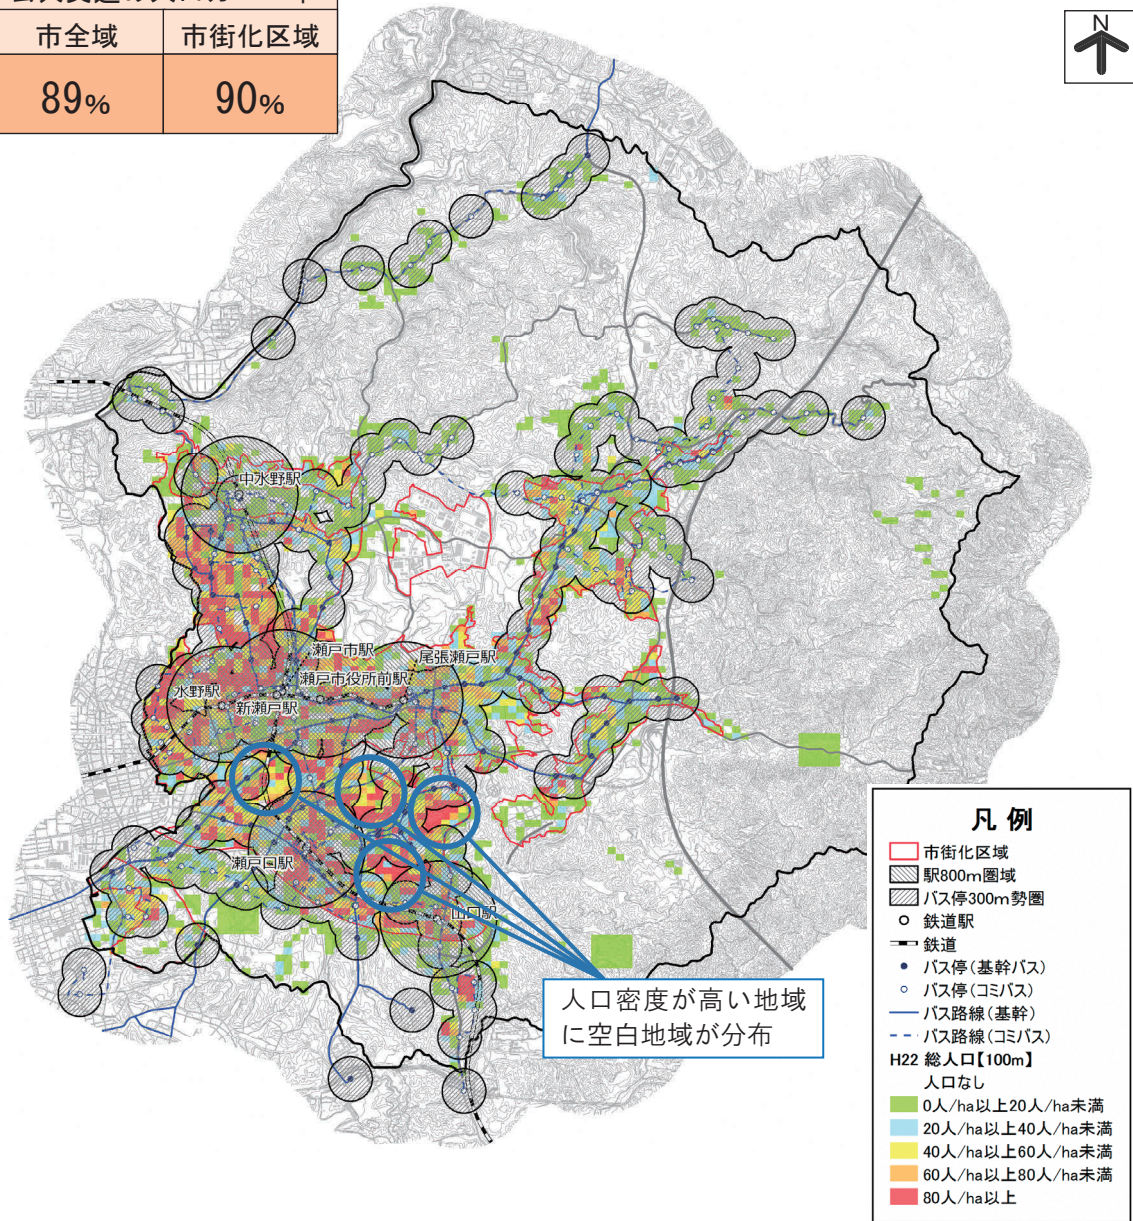 市全域 市街化区域
89% 90%
N
中水野駅
瀬戸市駅
尾張瀬戸駅
瀬戸市役所前駅
水野駅
新瀬戸駅
瀬戸口駅
山口駅
人口密度が高い地域
に空白地域が分布
凡例
市街化区域
駅800m圏域
バス停300m勢圏
鉄道駅
鉄道
バス停(基幹バス)
バス停(コミバス)
バス路線(基幹)
バス路線(コミバス)
H22 総人口【100m】
人口なし
0人/ha以上20人/ha未満
20人/ha以上40人/ha未満
40人/ha以上60人/ha未満
60人/ha以上80人/ha未満
80人/ha以上